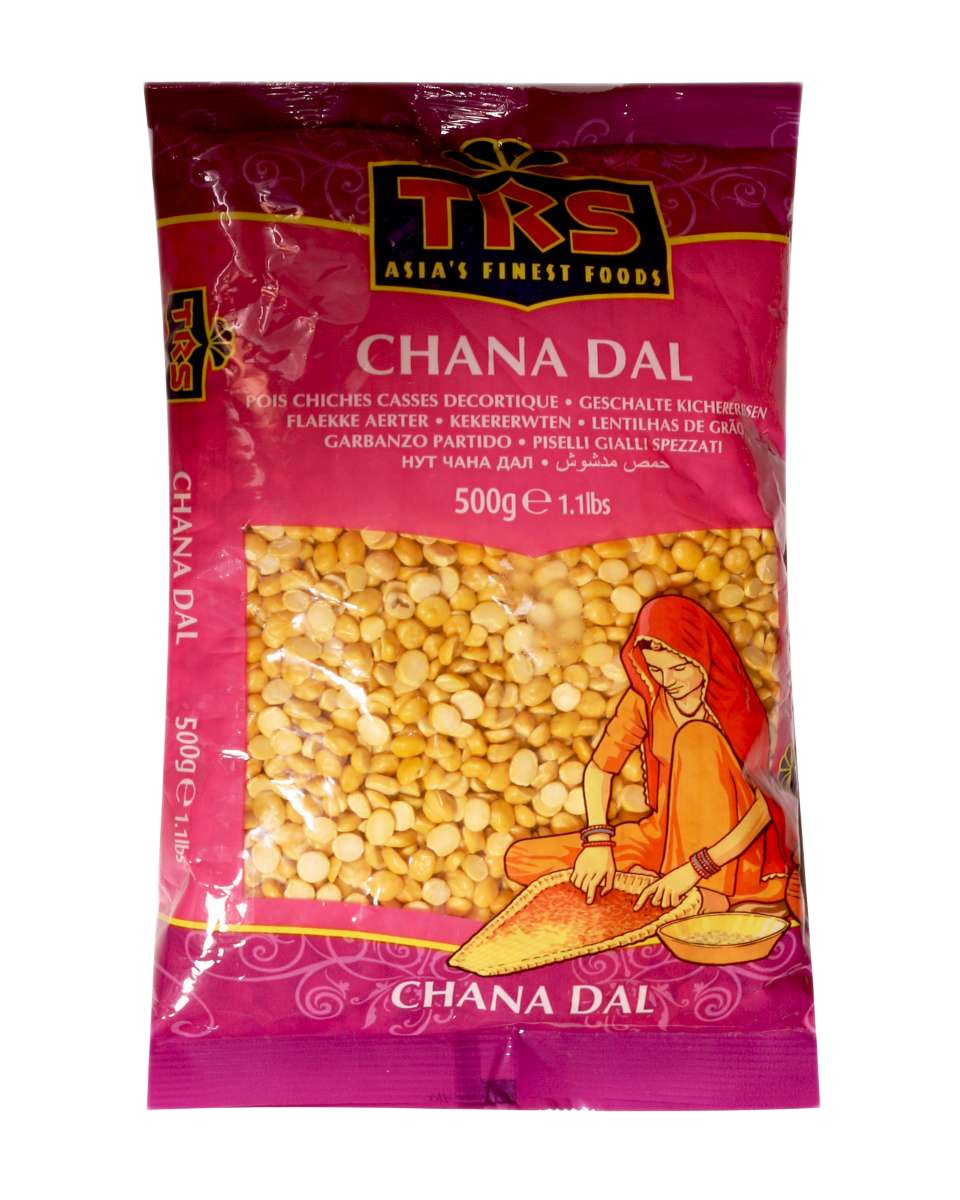 TRS
ASIA'S FINEST FOODS
CHANA DAL
POIS CHICHES CASSES DECORTIQUE • GESCHALTE KICHERERBSEN
FLAEKKE AERTER • KEKERERWTEN • LENTILHAS DE GRÃO
GARBANZO PARTIDO • PISELLI GIALLI SPEZZATI
НУТ ЧАНА ДАЛ • حمص مدشوش
500g ℮ 1.1lbs
CHANA DAL
TRS
CHANA DAL
500g ℮ 1.1lbs